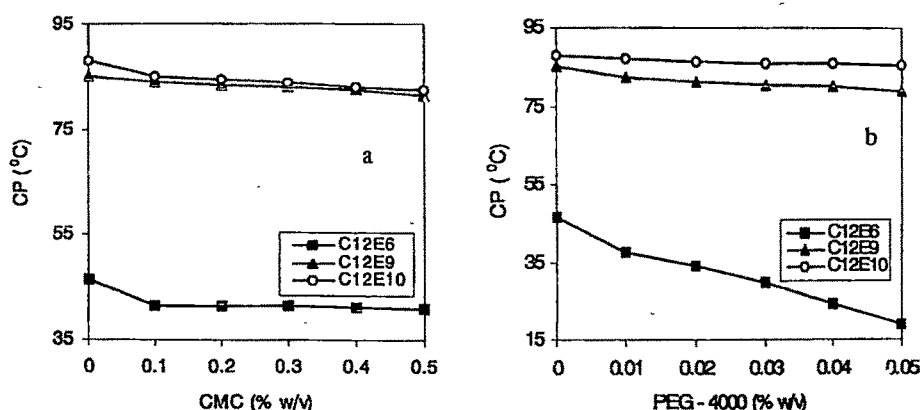 95
75
55
35
CP (°C)
a
C12E6
C12E9
C12E10
0 0.1 0.2 0.3 0.4 0.5
CMC (% w/v)
95
75
55
35
15
CP (°C)
b
C12E6
C12E9
C12E10
0 0.01 0.02 0.03 0.04 0.05
PEG - 4000 (% w/v)